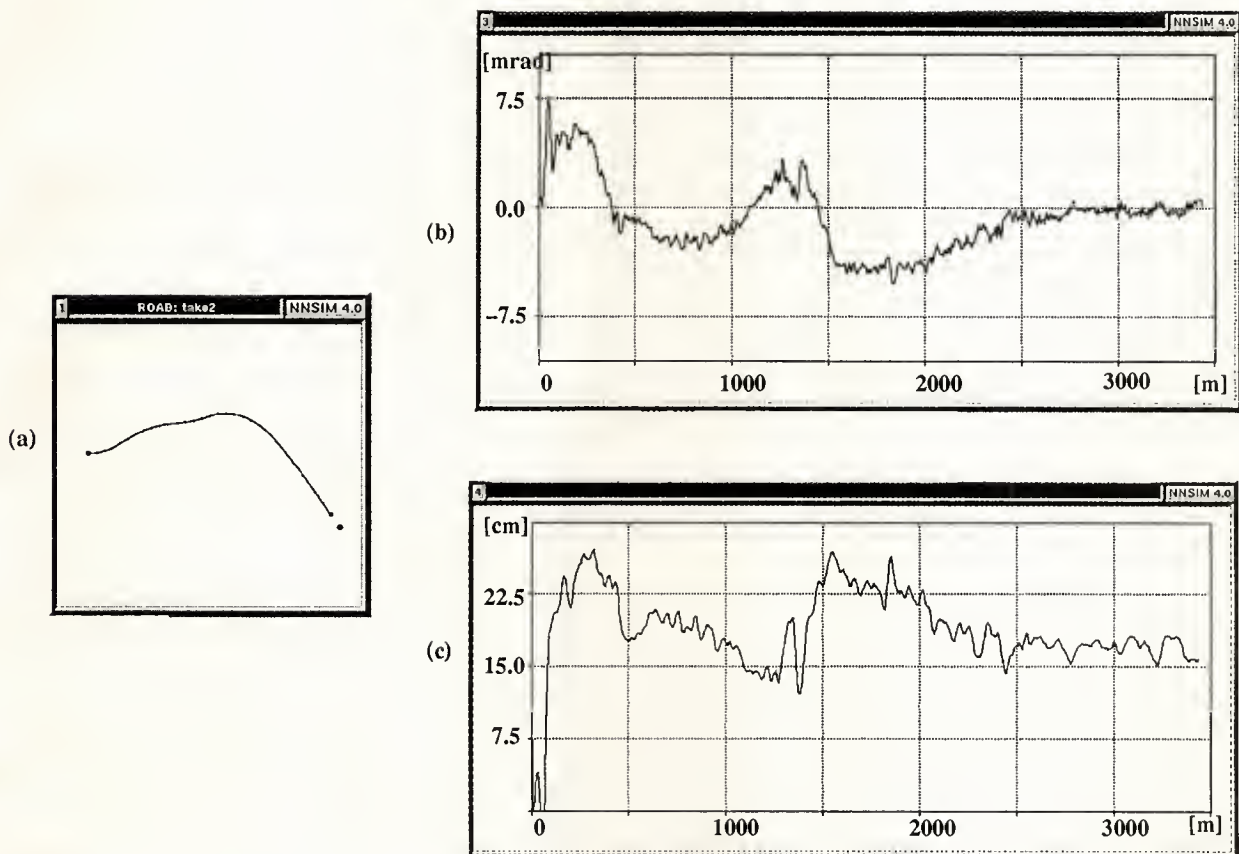 3 NNSIM 4.0
[mrad]
7.5
0.0
-7.5
0 1000 2000 3000 [m]
(b)
1 ROAD: take2 NNSIM 4.0
(a)
4 NNSIM 4.0
[cm]
22.5
15.0
7.5
0 1000 2000 3000 [m]
(c)